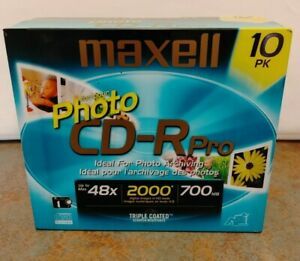 maxell
10
PK
Photo
CD-R Pro
Ideal For Photo Archiving
Idéal pour l'archivage des photos
48X
2000
700MB
TRIPLE COATED™